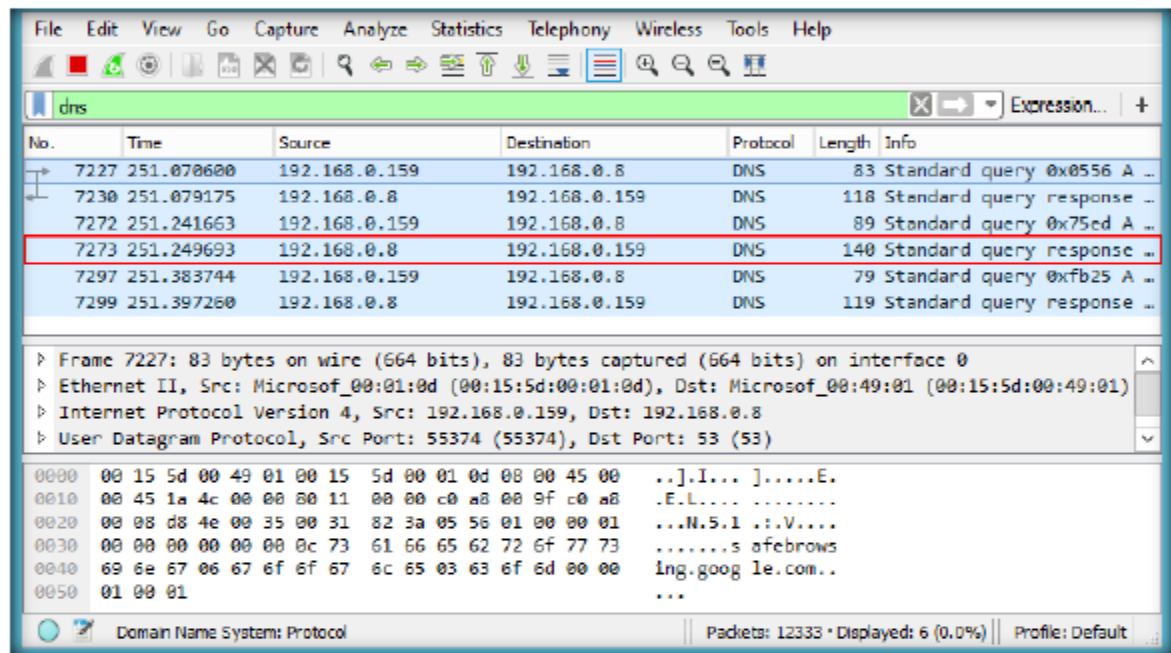 File Edit View Go Capture Analyze Statistics Telephony Wireless Tools Help
dns Expression... +
No. Time Source Destination Protocol Length Info
7227 251.070600 192.168.0.159 192.168.0.8 DNS 83 Standard query 0x0556 A …
7230 251.079175 192.168.0.8 192.168.0.159 DNS 118 Standard query response …
7272 251.241663 192.168.0.159 192.168.0.8 DNS 89 Standard query 0x75ed A …
7273 251.249693 192.168.0.8 192.168.0.159 DNS 140 Standard query response …
7297 251.383744 192.168.0.159 192.168.0.8 DNS 79 Standard query 0xfb25 A …
7299 251.397260 192.168.0.8 192.168.0.159 DNS 119 Standard query response …
Frame 7227: 83 bytes on wire (664 bits), 83 bytes captured (664 bits) on interface 0
Ethernet II, Src: Microsof_00:01:0d (00:15:5d:00:01:0d), Dst: Microsof_00:49:01 (00:15:5d:00:49:01)
Internet Protocol Version 4, Src: 192.168.0.159, Dst: 192.168.0.8
User Datagram Protocol, Src Port: 55374 (55374), Dst Port: 53 (53)
0000 00 15 5d 00 49 01 00 15 5d 00 01 0d 08 00 45 00 ..].I... ].....E.
0010 00 45 1a 4c 00 00 80 11 00 00 c0 a8 00 9f c0 a8 .E.L.... ........
0020 00 08 d8 4e 00 35 00 31 82 3a 05 56 01 00 00 01 ...N.5.1 .:.V....
0030 00 00 00 00 00 00 0c 73 61 66 65 62 72 6f 77 73 .......s afebrows
0040 69 6e 67 06 67 6f 6f 67 6c 65 03 63 6f 6d 00 00 ing.goog le.com..
0050 01 00 01 ...
Domain Name System: Protocol Packets: 12333 · Displayed: 6 (0.0%) Profile: Default